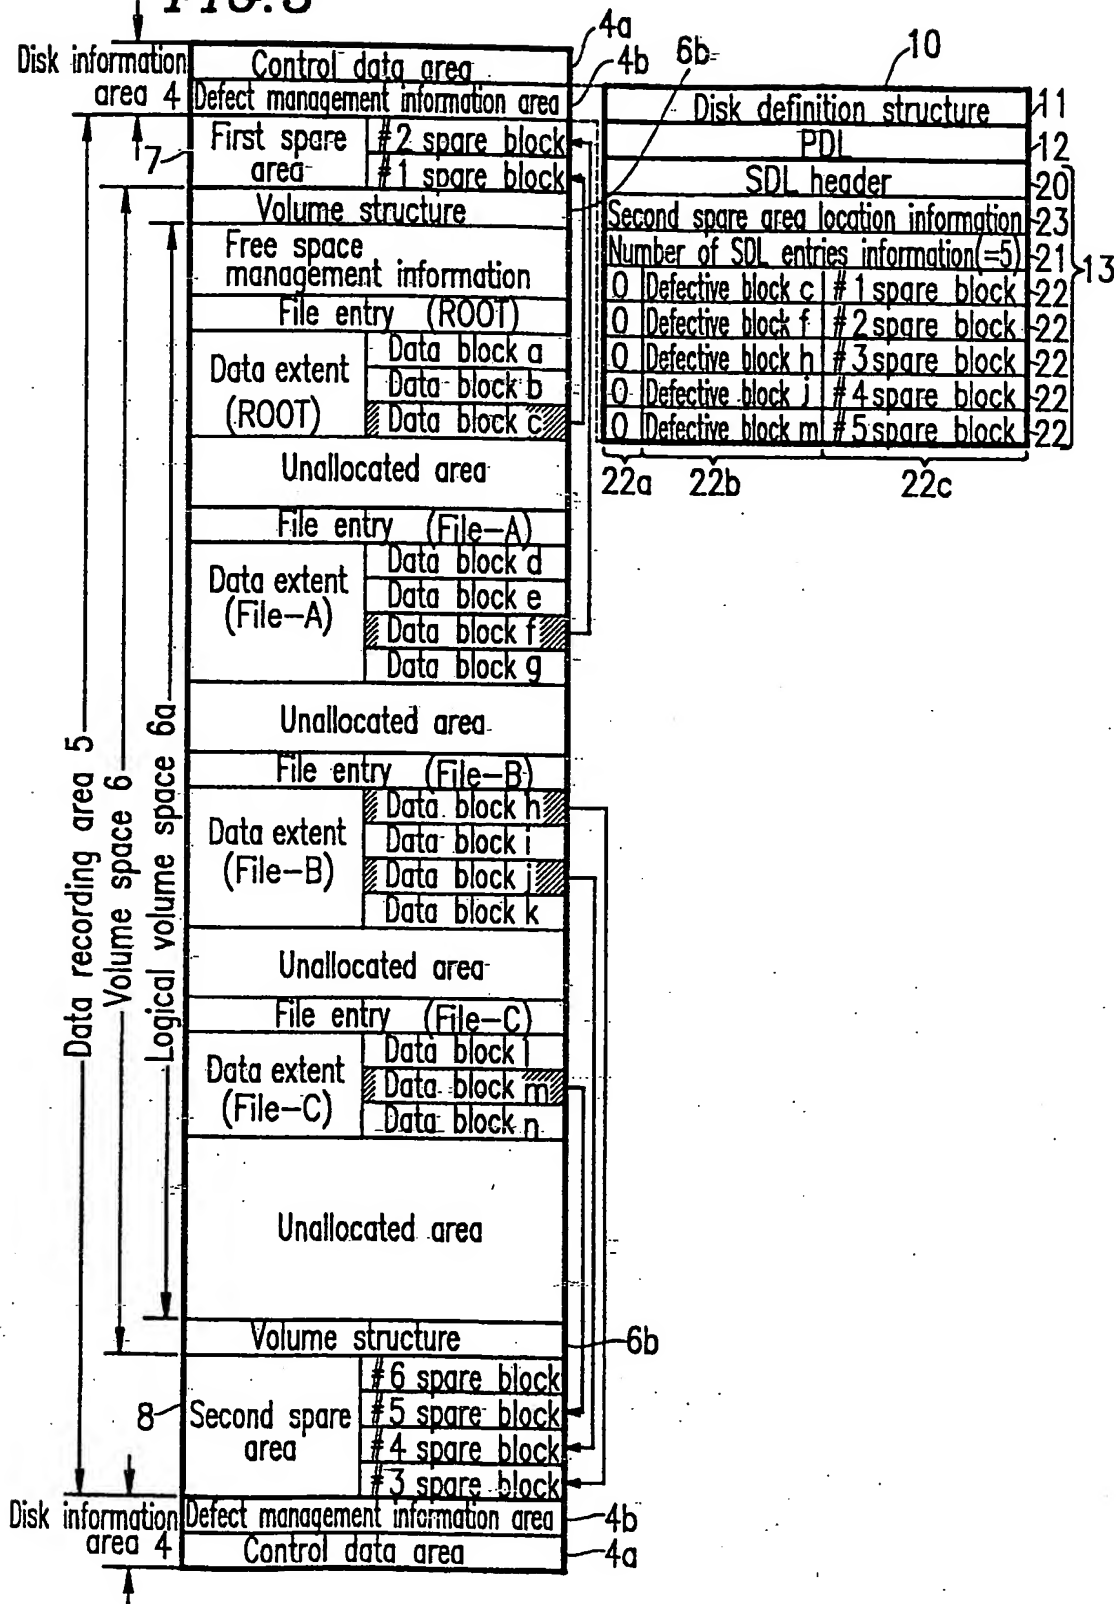 FIG. 3
Disk information area 4
Control data area
4a
Defect management information area
4b
6b
10
Disk definition structure
11
PDL
12
SDL header
20
Second spare area location information
23
Number of SDL entries information(=5)
21
13
0 Defective block c #1 spare block 22
0 Defective block f #2 spare block 22
0 Defective block h #3 spare block 22
0 Defective block j #4 spare block 22
0 Defective block m #5 spare block 22
22a 22b 22c
7
First spare area
#2 spare block
#1 spare block
Volume structure
Free space management information
File entry (ROOT)
Data extent (ROOT)
Data block a
Data block b
Data block c
Unallocated area
File entry (File-A)
Data extent (File-A)
Data block d
Data block e
Data block f
Data block g
Unallocated area
File entry (File-B)
Data extent (File-B)
Data block h
Data block i
Data block j
Data block k
Unallocated area
File entry (File-C)
Data extent (File-C)
Data block l
Data block m
Data block n
Unallocated area
Data recording area 5
Volume space 6
Logical volume space 6a
Volume structure
6b
8
Second spare area
#6 spare block
#5 spare block
#4 spare block
#3 spare block
Disk information area 4
Defect management information area
4b
Control data area
4a